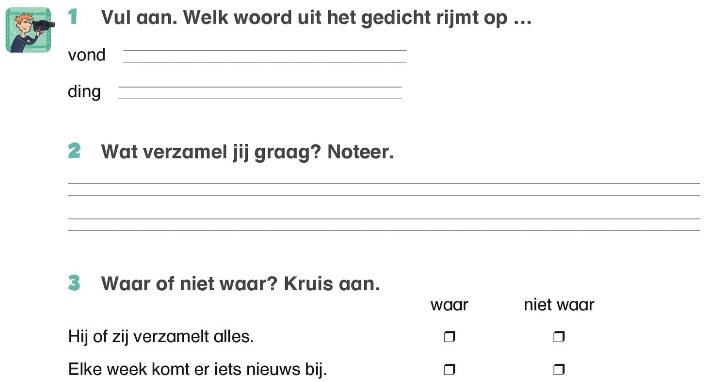 1 Vul aan. Welk woord uit het gedicht rijmt op ...
vond
ding
2 Wat verzamel jij graag? Noteer.
3 Waar of niet waar? Kruis aan.
waar niet waar
Hij of zij verzamelt alles.
Elke week komt er iets nieuws bij.